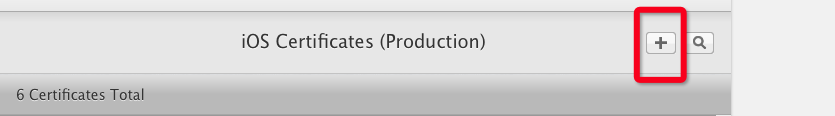 iOS Certificates (Production)
6 Certificates Total